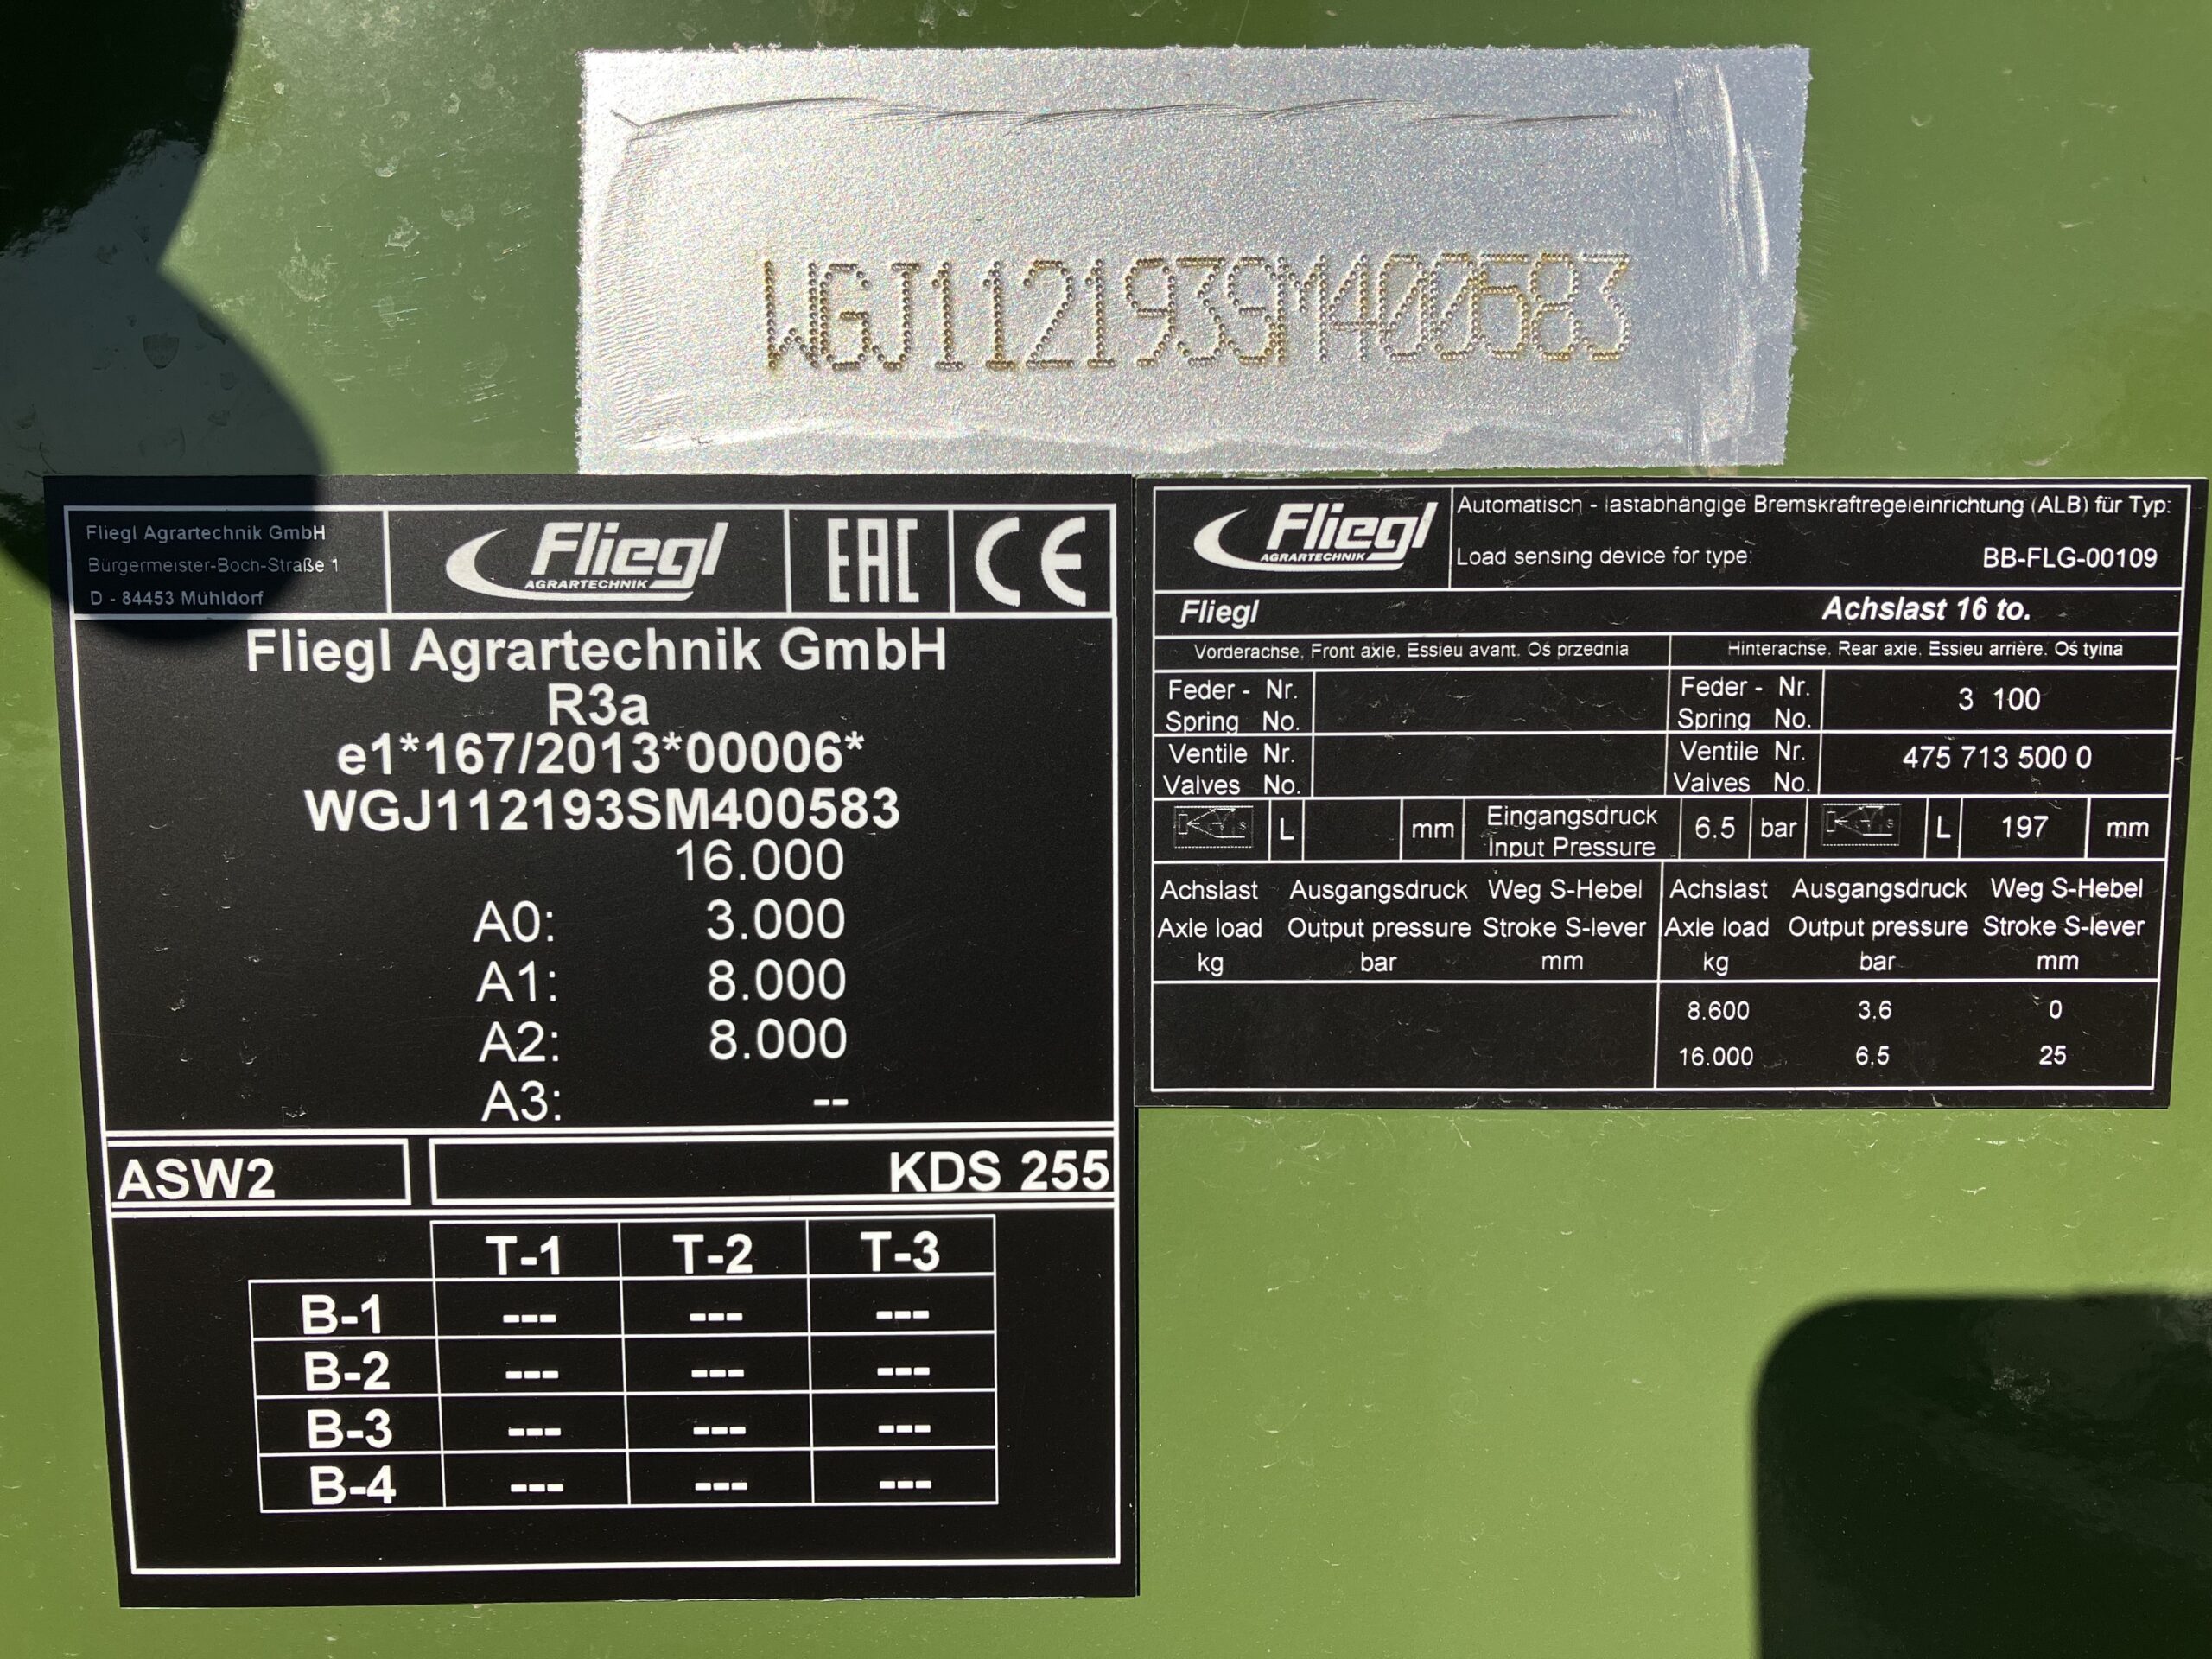 WGJ112193SM400583
Fliegl Agrartechnik GmbH
Bürgermeister-Boch-Straße 1
D - 84453 Mühldorf
Fliegl
AGRARTECHNIK
EAC
CE
Fliegl Agrartechnik GmbH
R3a
e1*167/2013*00006*
WGJ112193SM400583
16.000
A0: 3.000
A1: 8.000
A2: 8.000
A3: --
ASW2 KDS 255
T-1 T-2 T-3
B-1 --- --- ---
B-2 --- --- ---
B-3 --- --- ---
B-4 --- --- ---
Fliegl
AGRARTECHNIK
Automatisch - lastabhängige Bremskraftregeleinrichtung (ALB) für Typ:
Load sensing device for type: BB-FLG-00109
Fliegl Achslast 16 to.
Vorderachse, Front axie, Essieu avant, Oś przednia Hinterachse, Rear axie, Essieu arrière, Oś tylna
Feder - Nr. Feder - Nr. 3 100
Spring No. Spring No.
Ventile Nr. Ventile Nr. 475 713 500 0
Valves No. Valves No.
L mm Eingangsdruck 6.5 bar L 197 mm
Input Pressure
Achslast Ausgangsdruck Weg S-Hebel Achslast Ausgangsdruck Weg S-Hebel
Axle load Output pressure Stroke S-lever Axle load Output pressure Stroke S-lever
kg bar mm kg bar mm
8.600 3.6 0
16.000 6.5 25